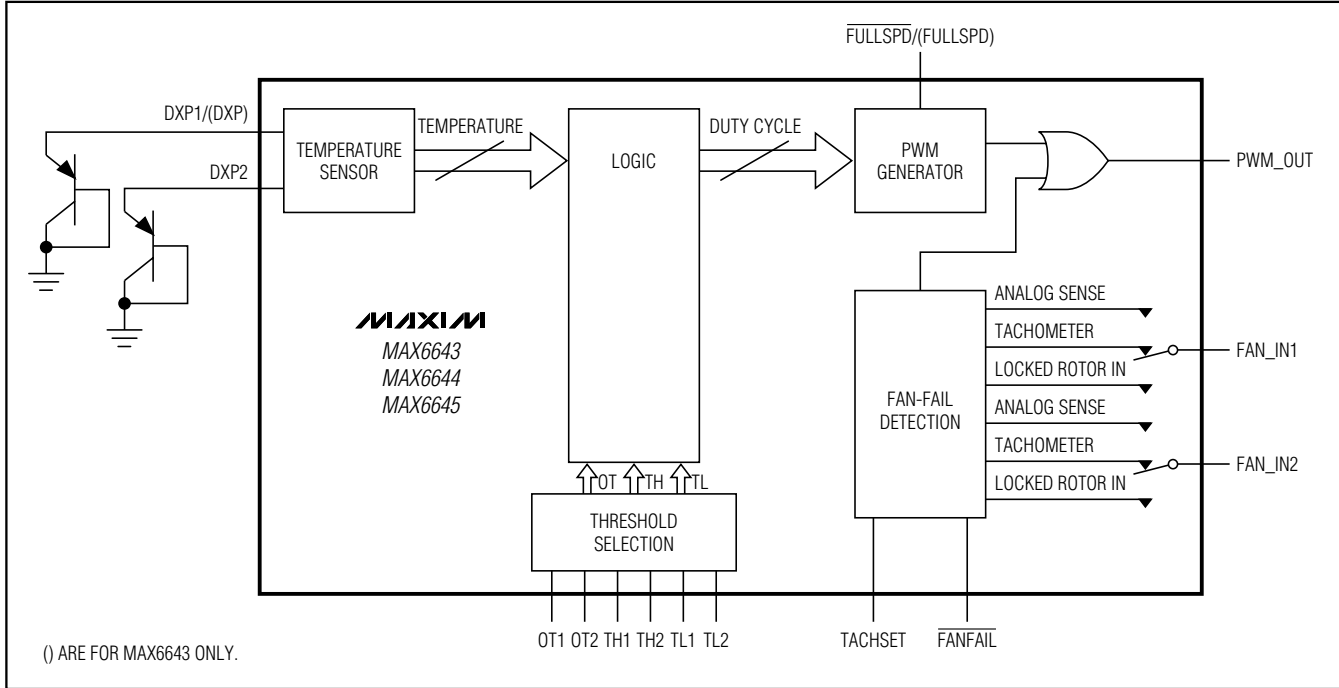 F̅U̅L̅L̅S̅P̅D̅/(FULLSPD)
DXP1/(DXP)
DXP2
TEMPERATURE
SENSOR
TEMPERATURE
LOGIC
DUTY CYCLE
PWM
GENERATOR
PWM_OUT
MAXIM
MAX6643
MAX6644
MAX6645
FAN-FAIL
DETECTION
ANALOG SENSE
TACHOMETER
LOCKED ROTOR IN
ANALOG SENSE
TACHOMETER
LOCKED ROTOR IN
FAN_IN1
FAN_IN2
OT TH TL
THRESHOLD
SELECTION
OT1 OT2 TH1 TH2 TL1 TL2
TACHSET
F̅A̅N̅F̅A̅I̅L̅
() ARE FOR MAX6643 ONLY.